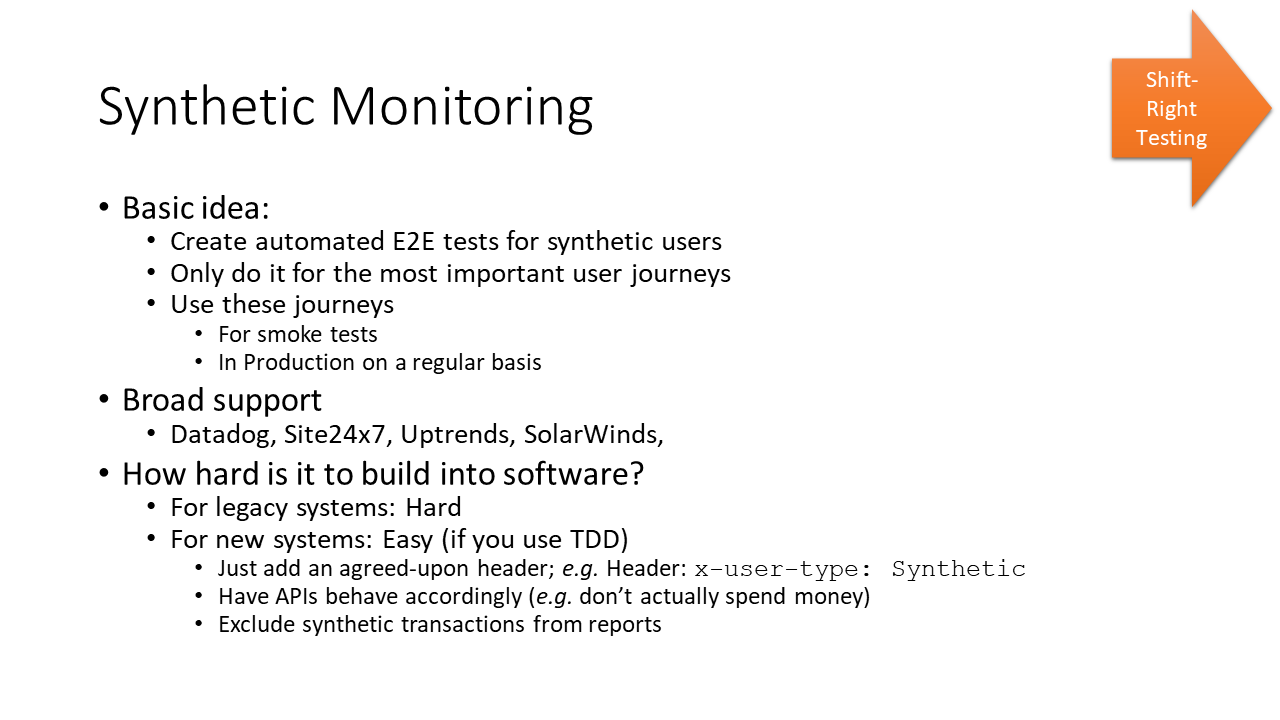 Shift-
Right
Testing
Synthetic Monitoring
• Basic idea:
• Create automated E2E tests for synthetic users
• Only do it for the most important user journeys
• Use these journeys
• For smoke tests
• In Production on a regular basis
• Broad support
• Datadog, Site24x7, Uptrends, SolarWinds,
• How hard is it to build into software?
• For legacy systems: Hard
• For new systems: Easy (if you use TDD)
• Just add an agreed-upon header; e.g. Header: x-user-type: Synthetic
• Have APIs behave accordingly (e.g. don’t actually spend money)
• Exclude synthetic transactions from reports